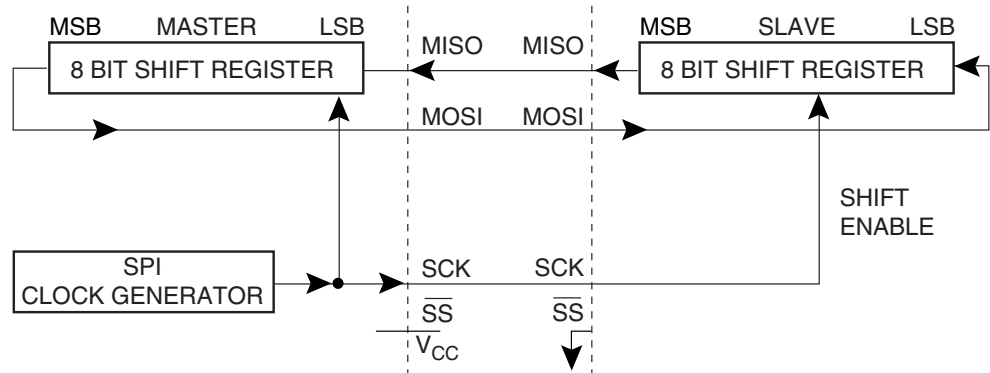 MSB MASTER LSB
8 BIT SHIFT REGISTER
MISO MISO
MSB SLAVE LSB
8 BIT SHIFT REGISTER
MOSI MOSI
SHIFT
ENABLE
SPI
CLOCK GENERATOR
SCK SCK
SS SS
VCC